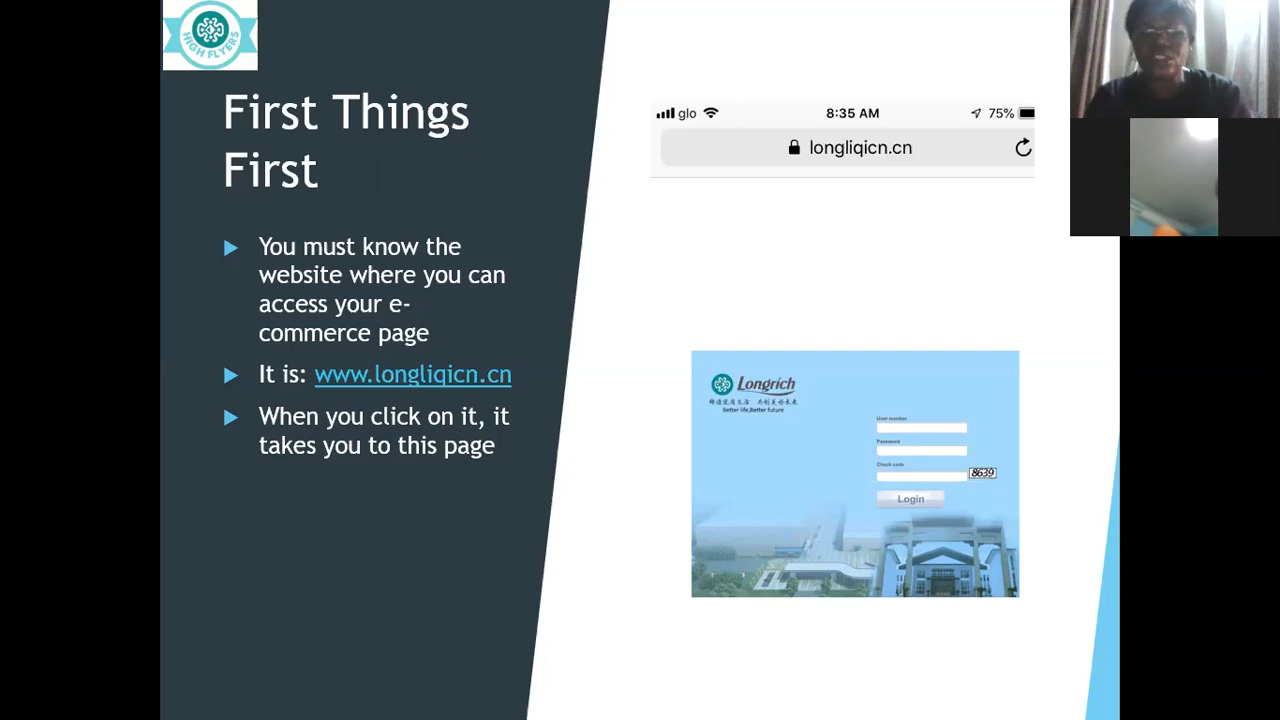 HIGH FLYERS
First Things
First
You must know the
website where you can
access your e-
commerce page
It is: www.longliqicn.cn
When you click on it, it
takes you to this page
glo
8:35 AM
75%
longliqicn.cn
Longrich
better life,Better future
User number
Password
Check code
8639
Login